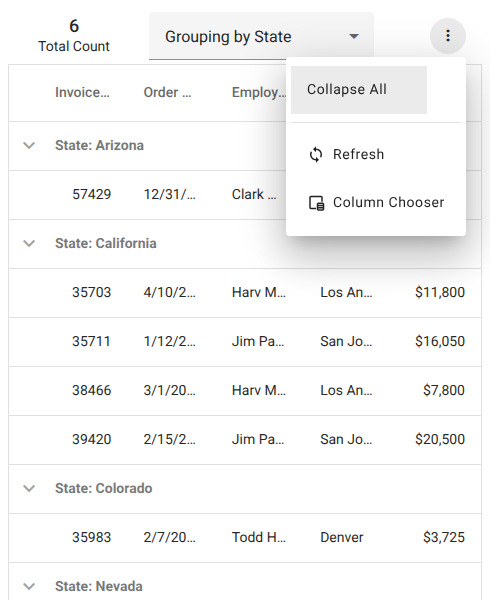 6
Total Count
Grouping by State
Collapse All
Refresh
Column Chooser
Invoice... Order ... Employ...
State: Arizona
57429 12/31/... Clark ...
State: California
35703 4/10/2... Harv M... Los An... $11,800
35711 1/12/2... Jim Pa... San Jo... $16,050
38466 3/1/20... Harv M... Los An... $7,800
39420 2/15/2... Jim Pa... San Jo... $20,500
State: Colorado
35983 2/7/20... Todd H... Denver $3,725
State: Nevada